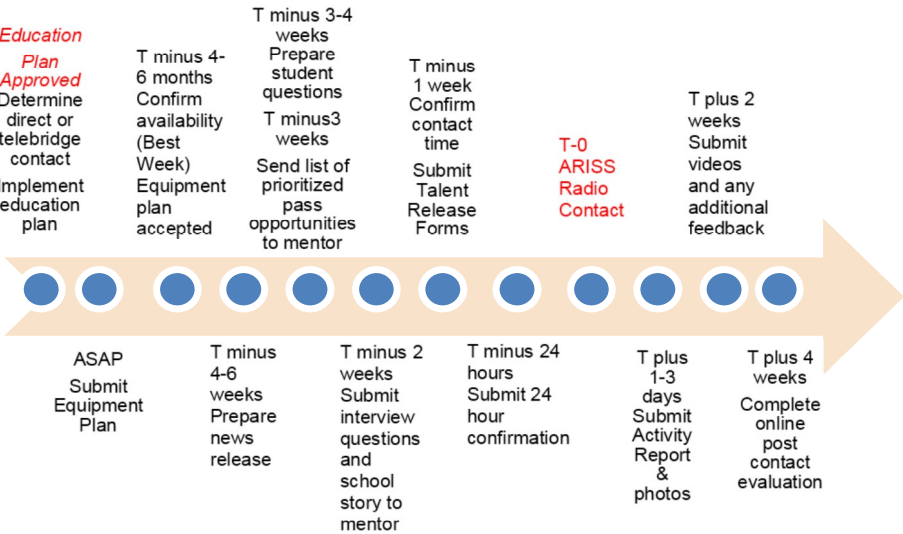 Education
Plan
Approved
Determine
direct or
telebridge
contact
Implement
education
plan
ASAP
Submit
Equipment
Plan
T minus 4-
6 months
Confirm
availability
(Best
Week)
Equipment
plan
accepted
T minus
4-6
weeks
Prepare
news
release
T minus 3-4
weeks
Prepare
student
questions
T minus3
weeks
Send list of
prioritized
pass
opportunities
to mentor
T minus 2
weeks
Submit
interview
questions
and
school
story to
mentor
T minus
1 week
Confirm
contact
time
Submit
Talent
Release
Forms
T minus 24
hours
Submit 24
hour
confirmation
T-0
ARISS
Radio
Contact
T plus
1-3
days
Submit
Activity
Report
&
photos
T plus 2
weeks
Submit
videos
and any
additional
feedback
T plus 4
weeks
Complete
online
post
contact
evaluation